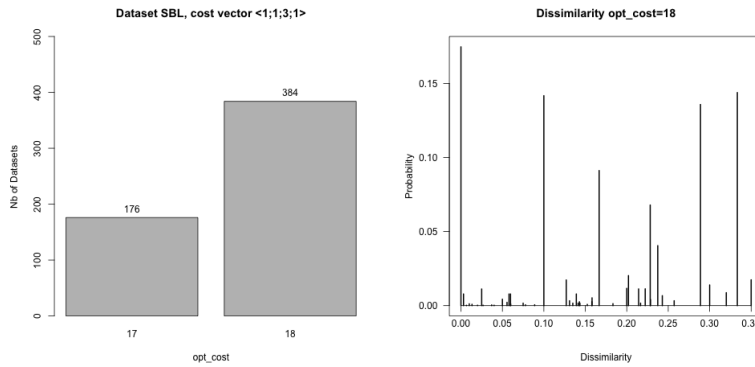 Dataset SBL, cost vector <1;1;3;1>
500
400
300
200
100
0
Nb of Datasets
176
384
17
18
opt_cost
Dissimilarity opt_cost=18
0.15
0.10
0.05
0.00
Probability
0.00 0.05 0.10 0.15 0.20 0.25 0.30
Dissimilarity